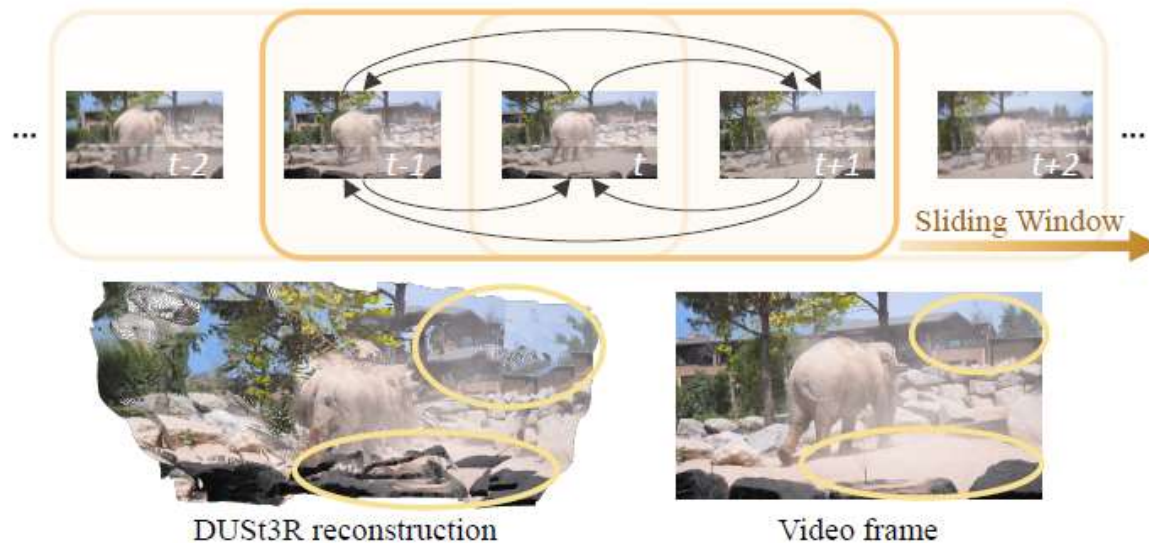 ...
t-2
t-1
t
t+1
t+2
...
Sliding Window
DUSt3R reconstruction
Video frame